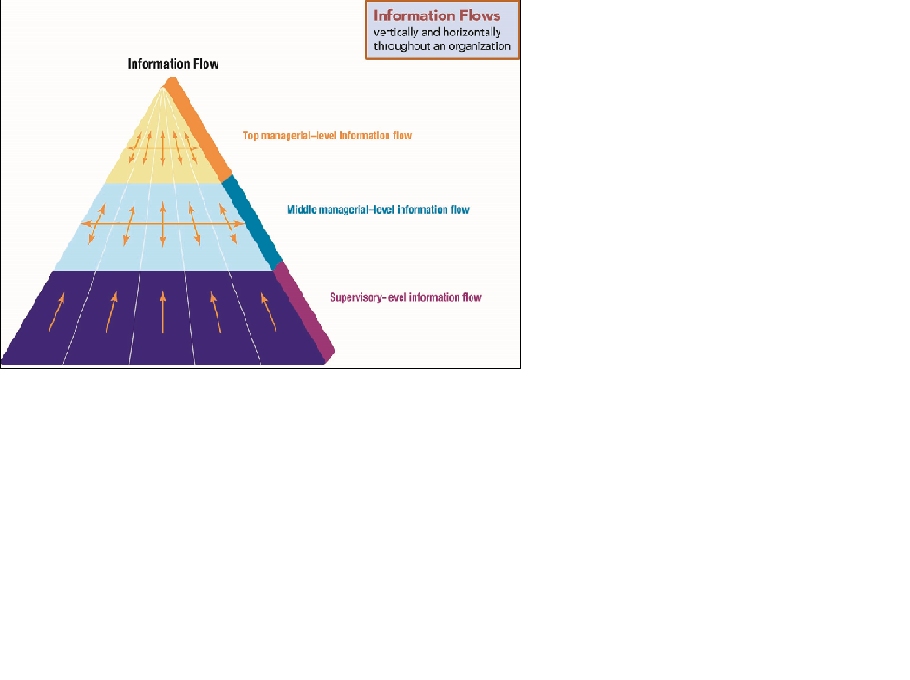 Information Flows
vertically and horizontally
throughout an organization
Information Flow
Top managerial-level information flow
Middle managerial-level information flow
Supervisory-level information flow